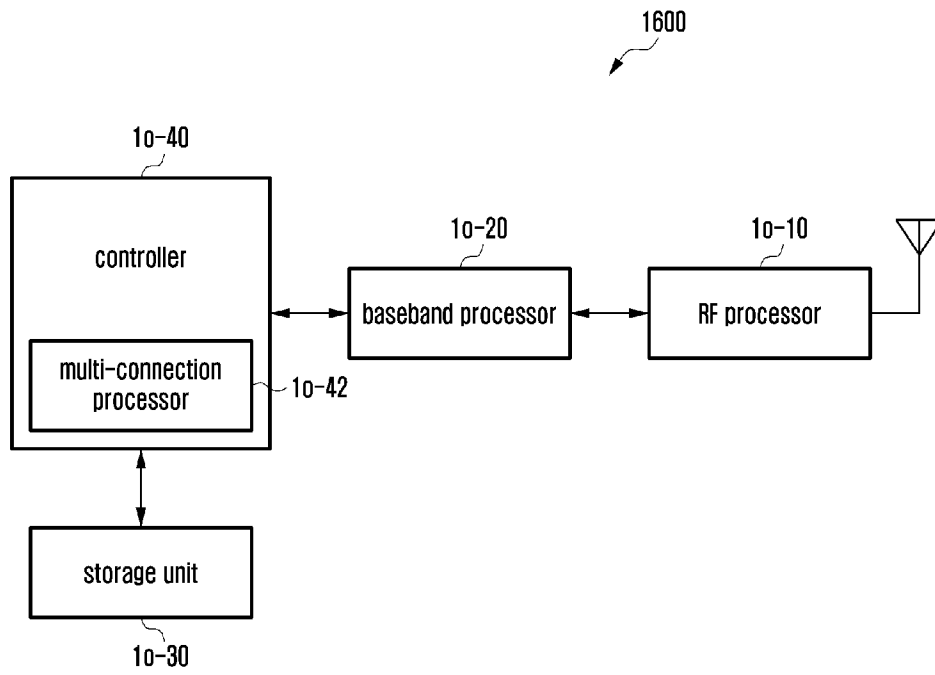 1600
1o-40
controller
multi-connection
processor
1o-42
1o-20
baseband processor
1o-10
RF processor
storage unit
1o-30